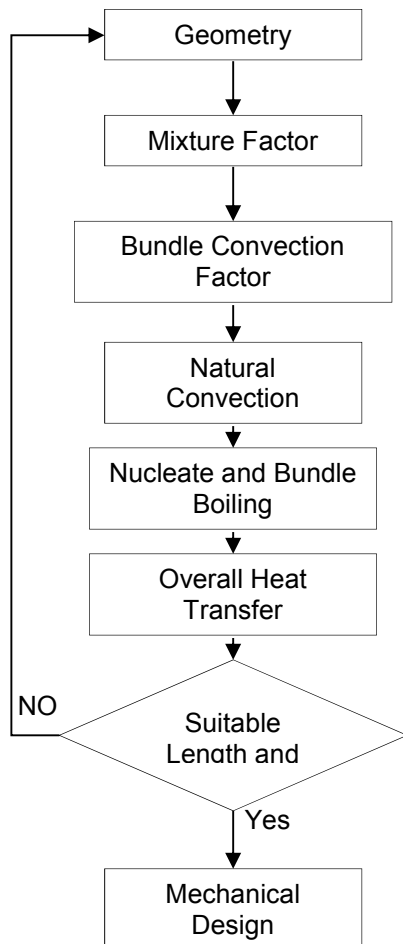 Geometry
Mixture Factor
Bundle Convection
Factor
Natural
Convection
Nucleate and Bundle
Boiling
Overall Heat
Transfer
NO
Suitable
Length and
Yes
Mechanical
Design